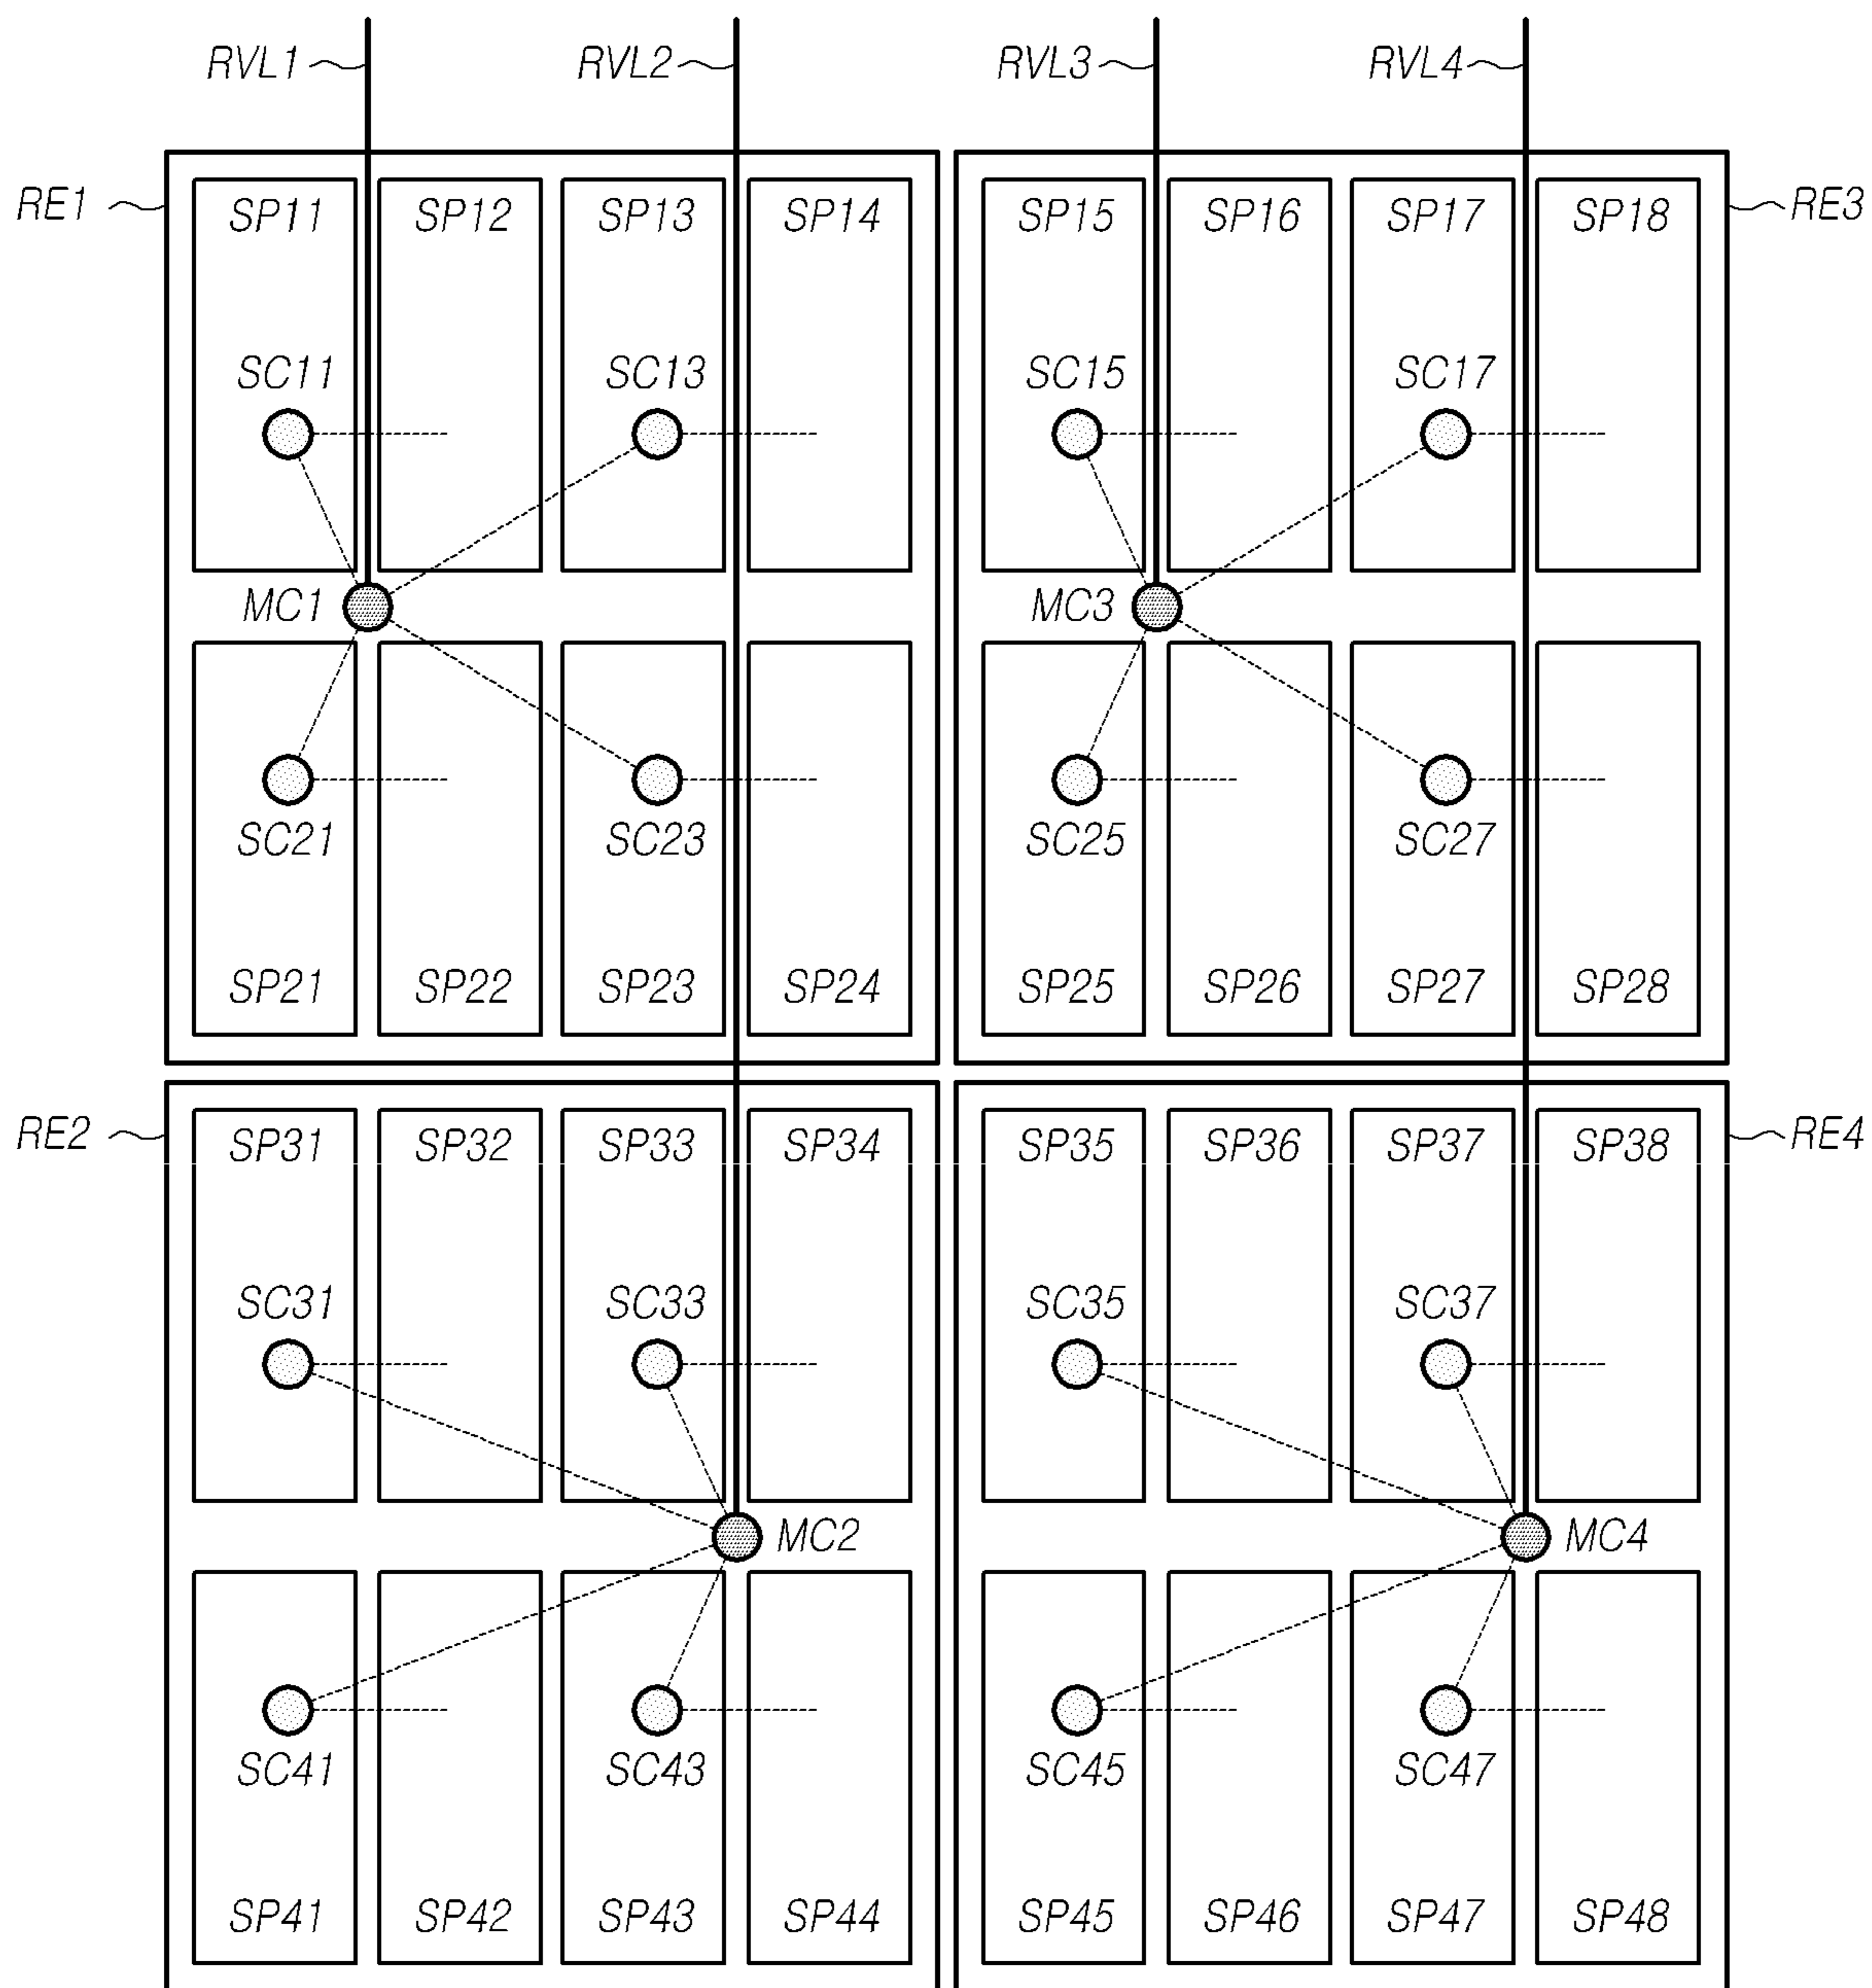 RVL1 RVL2 RVL3 RVL4
RE1 SP11 SP12 SP13 SP14 SP15 SP16 SP17 SP18 RE3
SC11 SC13 SC15 SC17
MC1 MC3
SC21 SC23 SC25 SC27
SP21 SP22 SP23 SP24 SP25 SP26 SP27 SP28
RE2 SP31 SP32 SP33 SP34 SP35 SP36 SP37 SP38 RE4
SC31 SC33 SC35 SC37
MC2 MC4
SC41 SC43 SC45 SC47
SP41 SP42 SP43 SP44 SP45 SP46 SP47 SP48